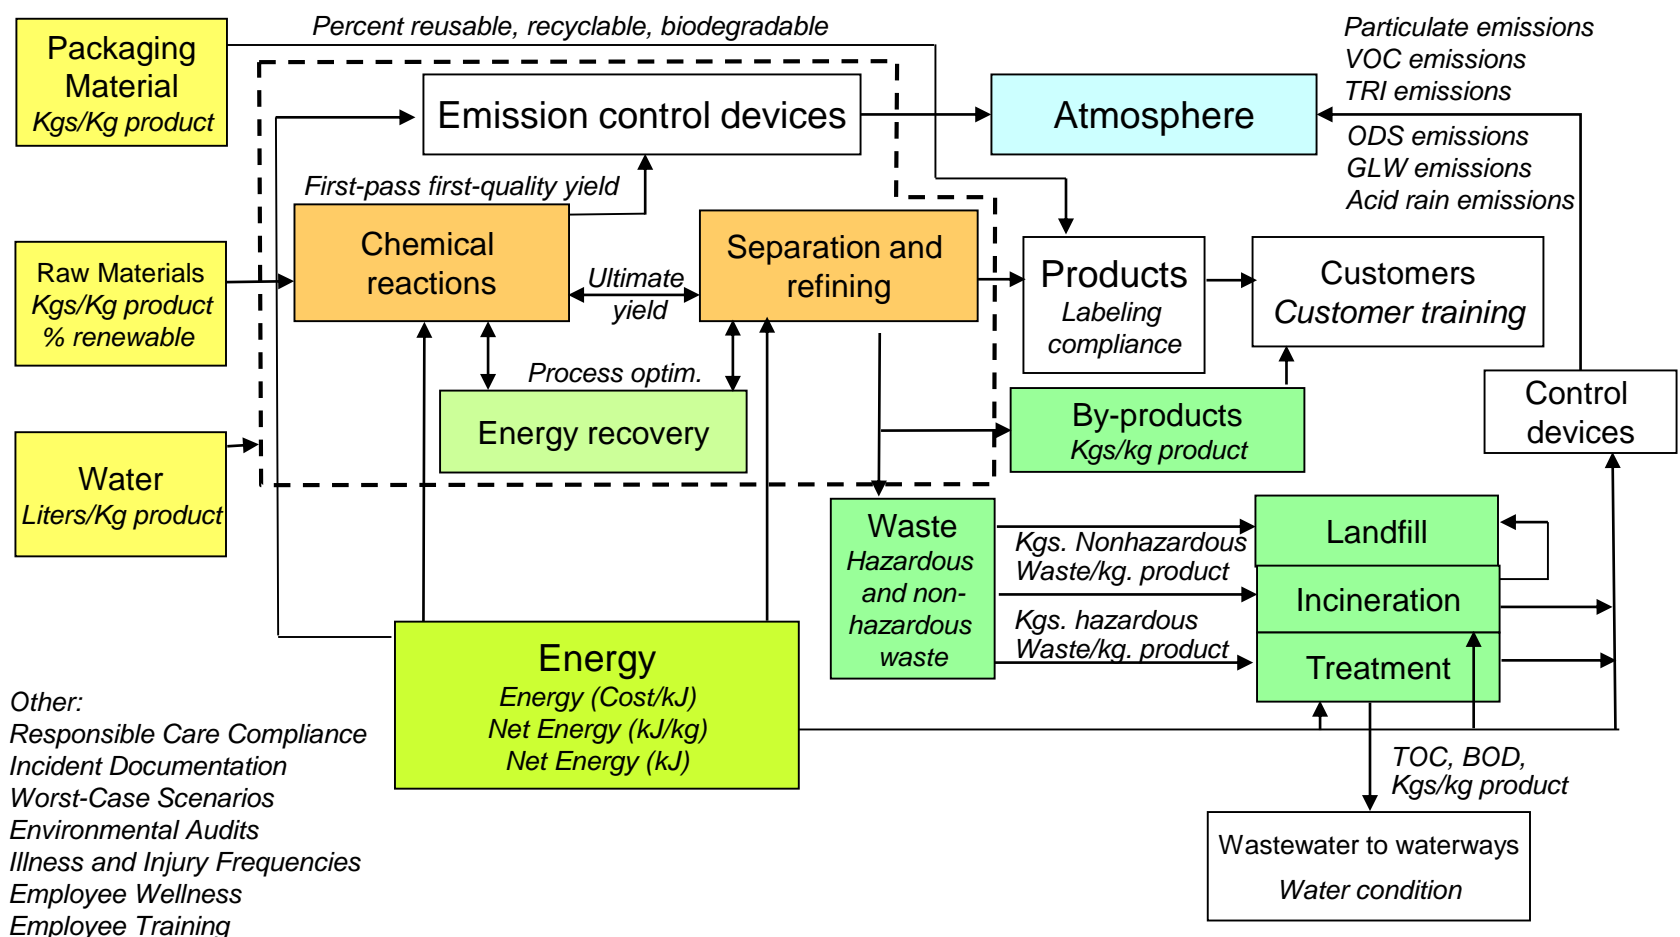 Percent reusable, recyclable, biodegradable
Packaging
Material
Kgs/Kg product
Particulate emissions
VOC emissions
TRI emissions
Emission control devices
Atmosphere
ODS emissions
GLW emissions
Acid rain emissions
First-pass first-quality yield
Chemical
reactions
Separation and
refining
Ultimate
yield
Raw Materials
Kgs/Kg product
% renewable
Products
Labeling
compliance
Customers
Customer training
Process optim.
Energy recovery
By-products
Kgs/kg product
Control
devices
Water
Liters/Kg product
Waste
Hazardous
and non-
hazardous
waste
Kgs. Nonhazardous
Waste/kg. product
Kgs. hazardous
Waste/kg. product
Landfill
Incineration
Treatment
Energy
Energy (Cost/kJ)
Net Energy (kJ/kg)
Net Energy (kJ)
TOC, BOD,
Kgs/kg product
Wastewater to waterways
Water condition
Other:
Responsible Care Compliance
Incident Documentation
Worst-Case Scenarios
Environmental Audits
Illness and Injury Frequencies
Employee Wellness
Employee Training